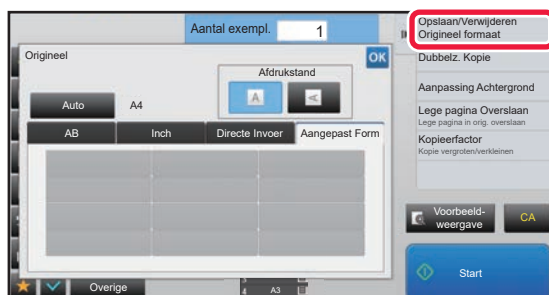 Aantal exempl. 1
Opslaan/Verwijderen
Origineel formaat
Origineel
OK
Dubbelz. Kopie
Afdrukstand
A A
Auto
A4
Aanpassing Achtergrond
Lege pagina Overslaan
Lege pagina in orig. overslaan
AB
Inch
Directe Invoer
Aangepast Form
Kopieerfactor
Kopie vergroten/verkleinen
Voorbeeld-
weergave
CA
Start
Overige
4 A3